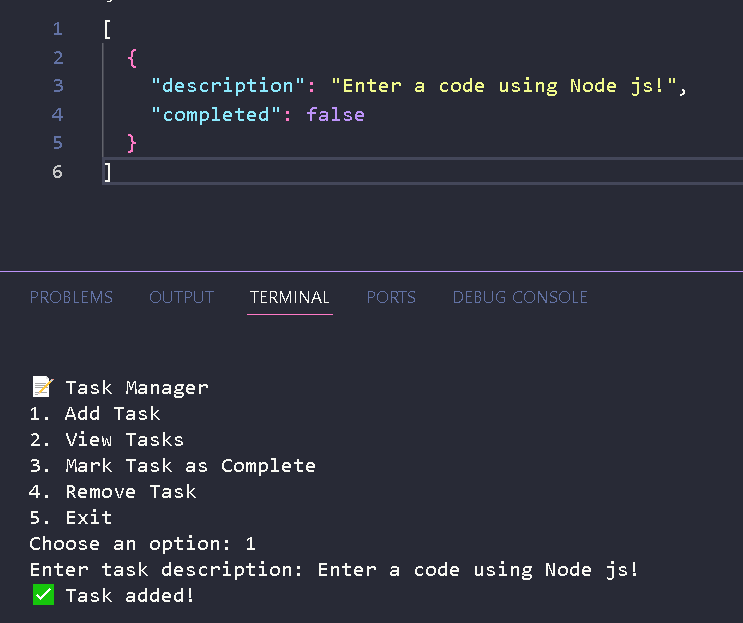 1 [
2 {
3 "description": "Enter a code using Node js!",
4 "completed": false
5 }
6 ]
PROBLEMS OUTPUT TERMINAL PORTS DEBUG CONSOLE
📝 Task Manager
1. Add Task
2. View Tasks
3. Mark Task as Complete
4. Remove Task
5. Exit
Choose an option: 1
Enter task description: Enter a code using Node js!
✅ Task added!